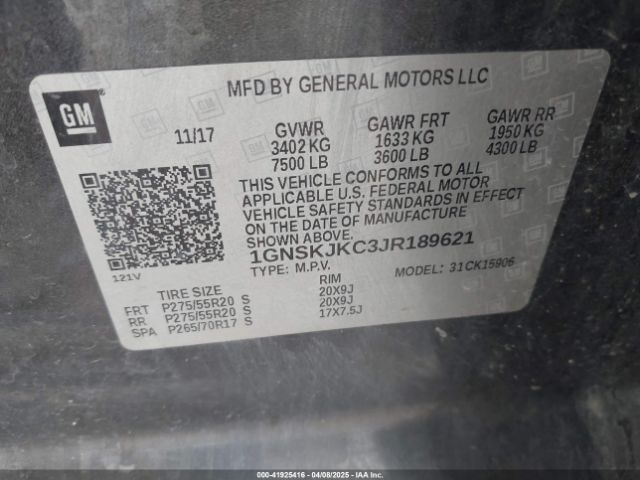 GM
MFD BY GENERAL MOTORS LLC
11/17 GVWR GAWR FRT GAWR RR
3402 KG 1633 KG 1950 KG
7500 LB 3600 LB 4300 LB
THIS VEHICLE CONFORMS TO ALL
APPLICABLE U.S. FEDERAL MOTOR
VEHICLE SAFETY STANDARDS IN EFFECT
ON THE DATE OF MANUFACTURE
SHOWN ABOVE.
1GNSKJKC3JR189621
TYPE: M.P.V. MODEL: 31CK15906
121V
TIRE SIZE RIM
FRT P275/55R20 S 20X9J
RR P275/55R20 S 20X9J
SPA P265/70R17 S 17X7.5J
000-41925416 04/08/2025 IAAI.COM